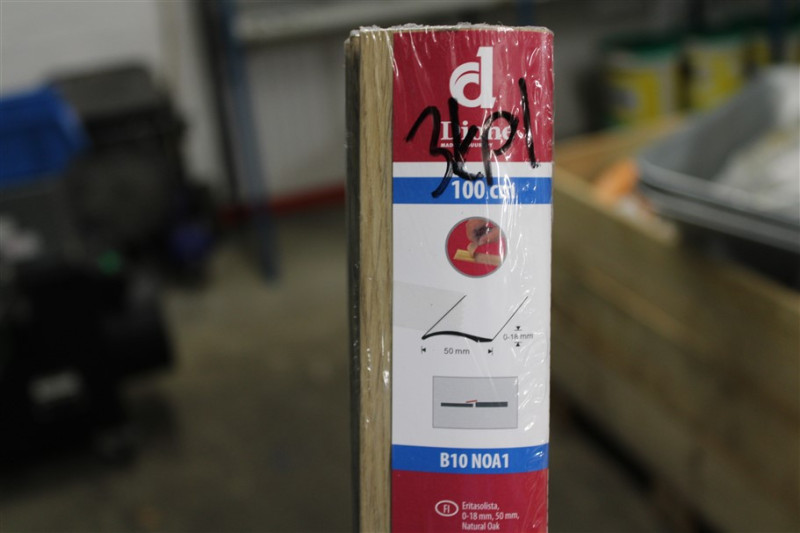 d
3kpl
100 cm
0-18 mm
50 mm
B10 NOA1
FI
Eritasolista,
0-18 mm, 50 mm,
Natural Oak